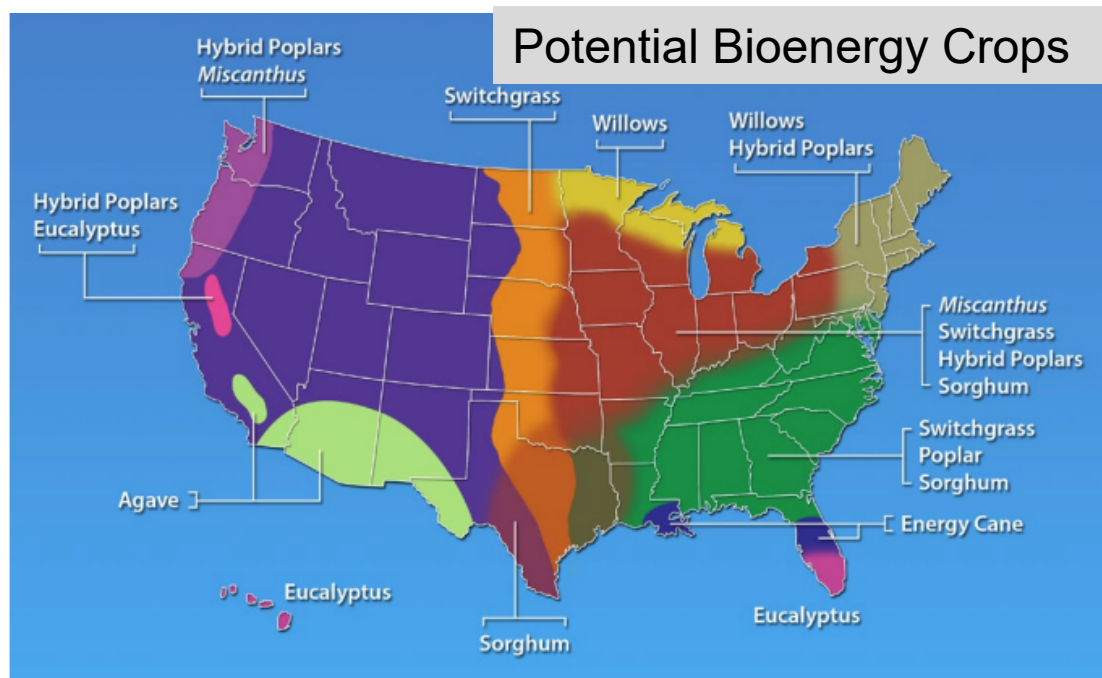 Potential Bioenergy Crops
Hybrid Poplars
Miscanthus
Switchgrass
Willows
Willows
Hybrid Poplars
Hybrid Poplars
Eucalyptus
Miscanthus
Switchgrass
Hybrid Poplars
Sorghum
Switchgrass
Poplar
Sorghum
Agave
Energy Cane
Eucalyptus
Eucalyptus
Sorghum